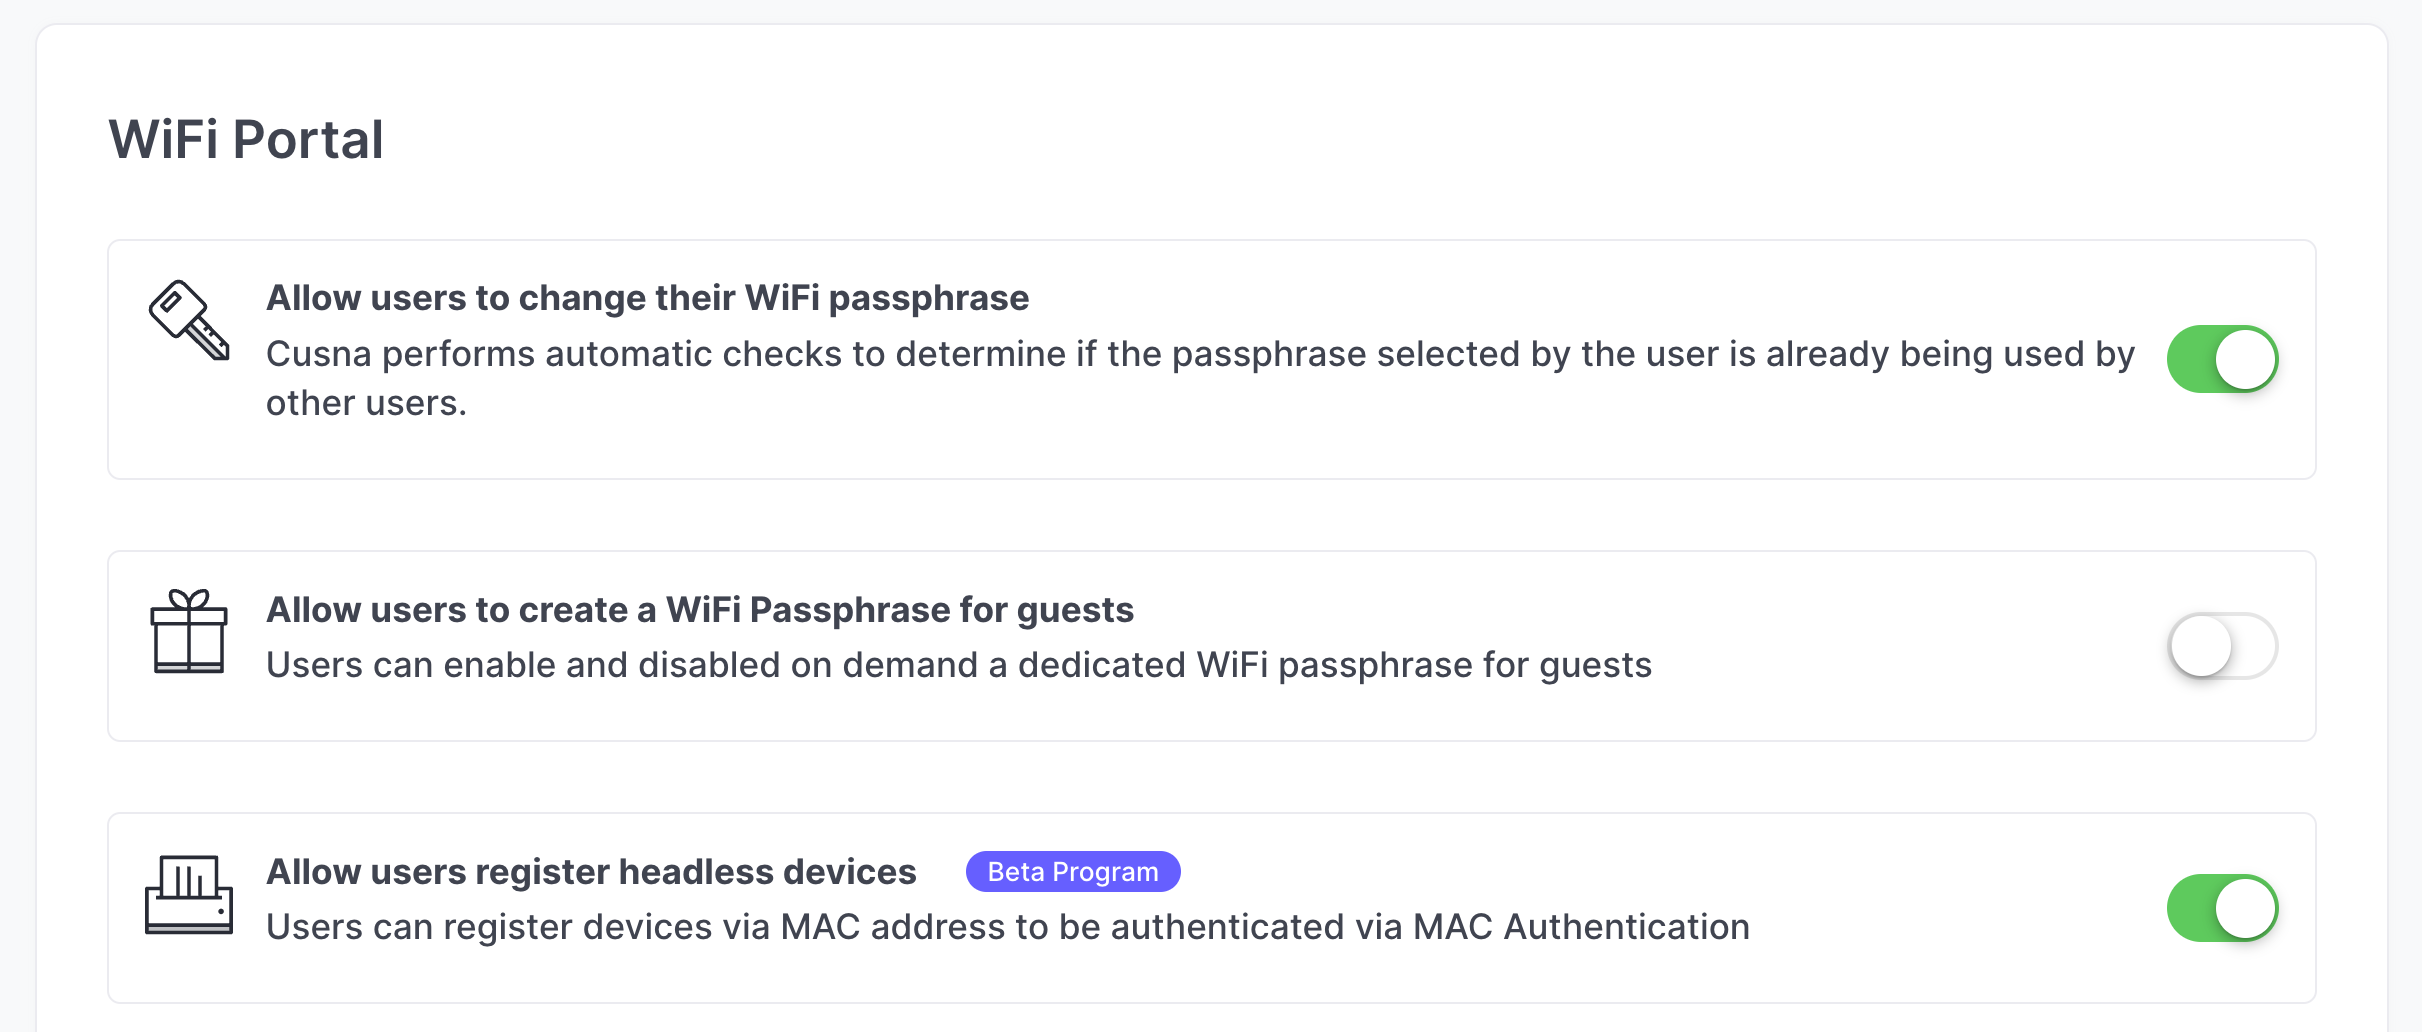 WiFi Portal
Allow users to change their WiFi passphrase
Cusna performs automatic checks to determine if the passphrase selected by the user is already being used by
other users.
Allow users to create a WiFi Passphrase for guests
Users can enable and disabled on demand a dedicated WiFi passphrase for guests
Allow users register headless devices Beta Program
Users can register devices via MAC address to be authenticated via MAC Authentication